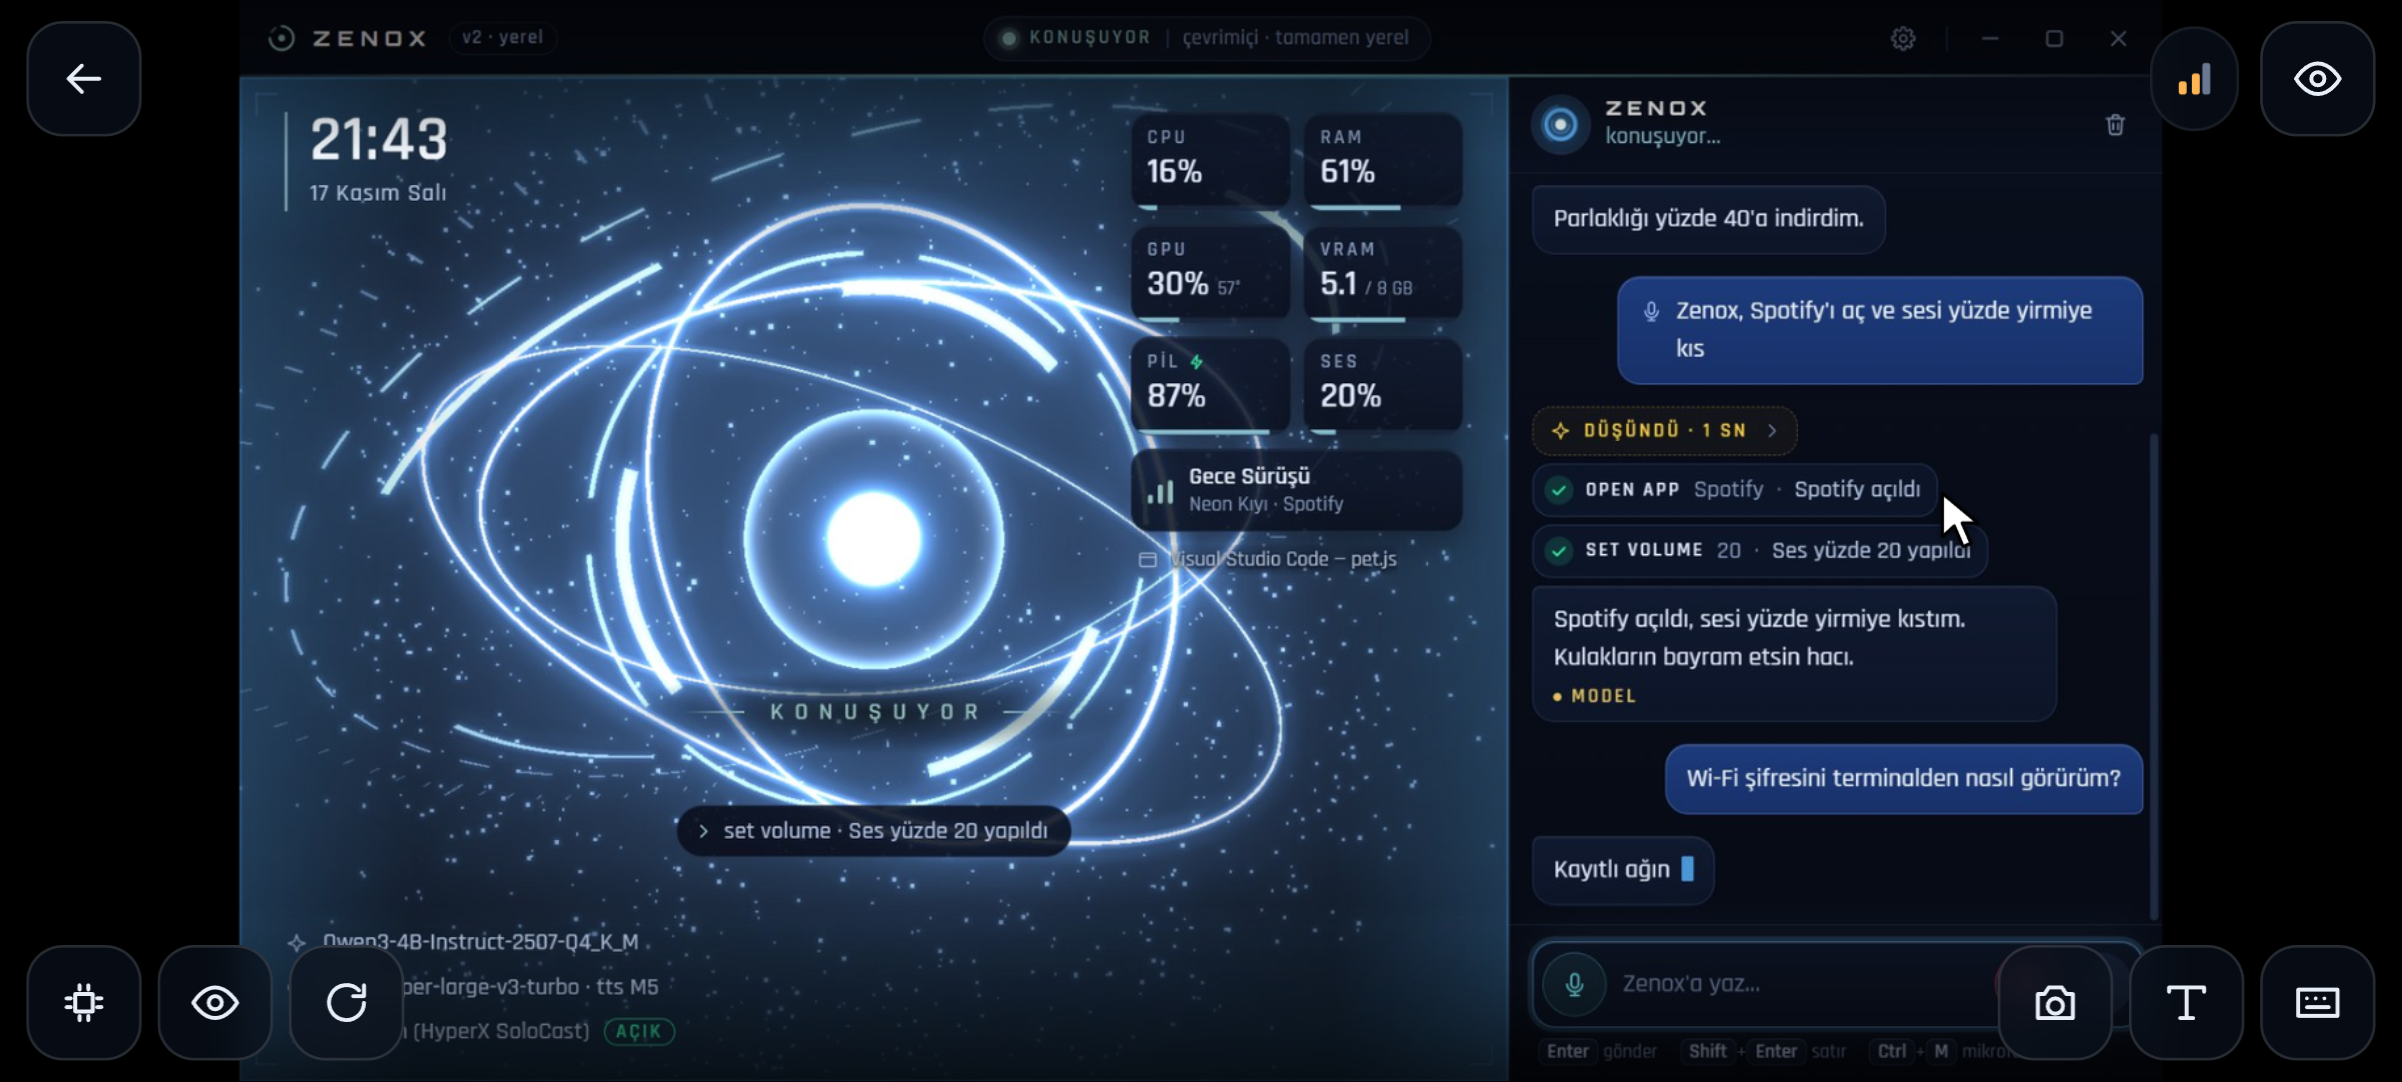 ZENOX
v2 · yerel
KONUŞUYOR | çevrimiçi · tamamen yerel
21:43
17 Kasım Salı
CPU
16%
RAM
61%
GPU
30% 57°
VRAM
5.1 / 8 GB
PİL
87%
SES
20%
Gece Sürüşü
Neon Kıyı · Spotify
Visual Studio Code – pet.js
KONUŞUYOR
> set volume · Ses yüzde 20 yapıldı
Qwen3-4B-Instruct-2507-Q4_K_M
per-large-v3-turbo · tts M5
(HyperX SoloCast) AÇIK
ZENOX
konuşuyor...
Parlaklığı yüzde 40'a indirdim.
Zenox, Spotify'ı aç ve sesi yüzde yirmiye
kıs
DÜŞÜNDÜ · 1 SN >
OPEN APP Spotify · Spotify açıldı
SET VOLUME 20 · Ses yüzde 20 yapıldı
Spotify açıldı, sesi yüzde yirmiye kıstım.
Kulakların bayram etsin hacı.
• MODEL
Wi-Fi şifresini terminalden nasıl görürüm?
Kayıtlı ağın
Zenox'a yaz...
Enter gönder Shift + Enter satır Ctrl + M
T